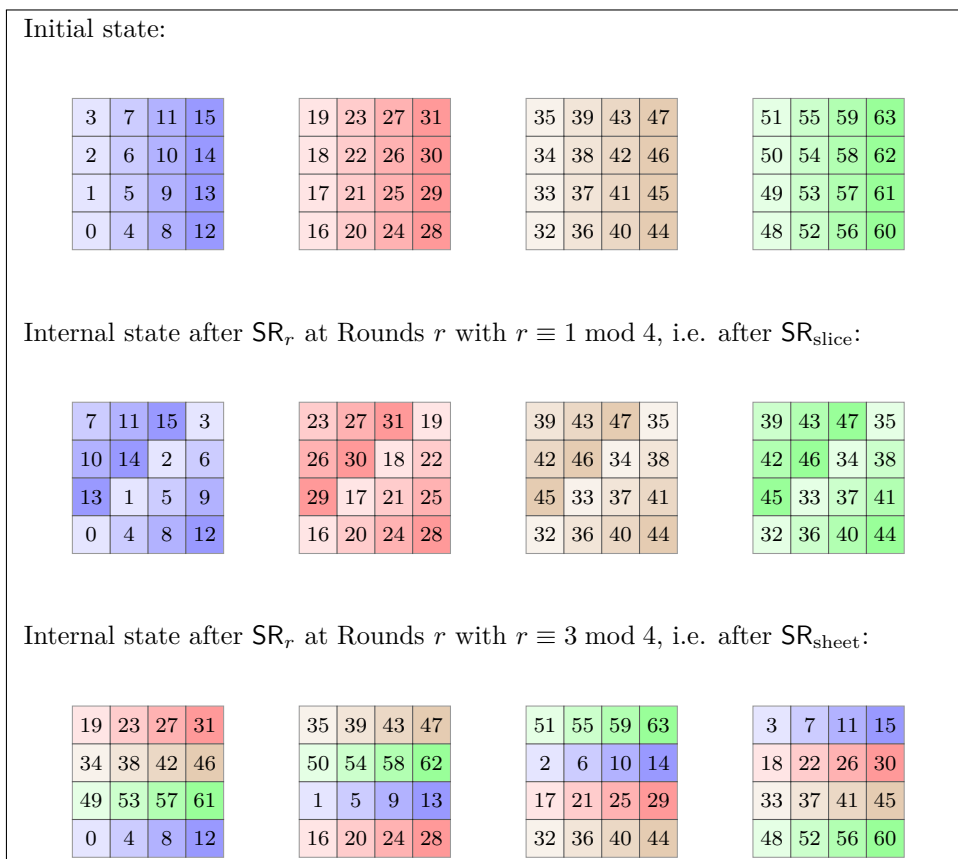 Initial state:
3 7 11 15 19 23 27 31 35 39 43 47 51 55 59 63
2 6 10 14 18 22 26 30 34 38 42 46 50 54 58 62
1 5 9 13 17 21 25 29 33 37 41 45 49 53 57 61
0 4 8 12 16 20 24 28 32 36 40 44 48 52 56 60
Internal state after SR_r at Rounds r with r ≡ 1 mod 4, i.e. after SR_slice:
7 11 15 3 23 27 31 19 39 43 47 35 39 43 47 35
10 14 2 6 26 30 18 22 42 46 34 38 42 46 34 38
13 1 5 9 29 17 21 25 45 33 37 41 45 33 37 41
0 4 8 12 16 20 24 28 32 36 40 44 32 36 40 44
Internal state after SR_r at Rounds r with r ≡ 3 mod 4, i.e. after SR_sheet:
19 23 27 31 35 39 43 47 51 55 59 63 3 7 11 15
34 38 42 46 50 54 58 62 2 6 10 14 18 22 26 30
49 53 57 61 1 5 9 13 17 21 25 29 33 37 41 45
0 4 8 12 16 20 24 28 32 36 40 44 48 52 56 60